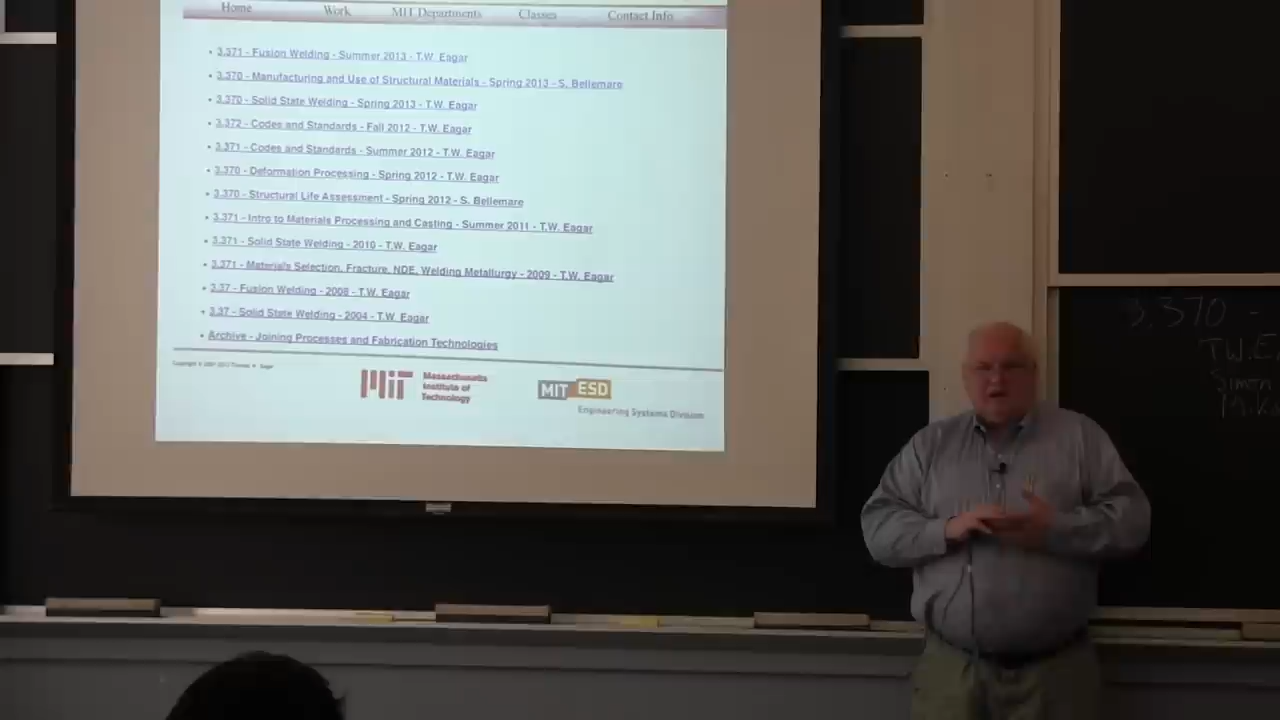 Home Work MIT Departments Classes Contact Info
• 3.371 - Fusion Welding - Summer 2013 - T.W. Eagar
• 3.370 - Manufacturing and Use of Structural Materials - Spring 2013 - S. Bellemare
• 3.370 - Solid State Welding - Spring 2013 - T.W. Eagar
• 3.372 - Codes and Standards - Fall 2012 - T.W. Eagar
• 3.371 - Codes and Standards - Summer 2012 - T.W. Eagar
• 3.370 - Deformation Processing - Spring 2012 - T.W. Eagar
• 3.370 - Structural Life Assessment - Spring 2012 - S. Bellemare
• 3.371 - Intro to Materials Processing and Casting - Summer 2011 - T.W. Eagar
• 3.371 - Solid State Welding - 2010 - T.W. Eagar
• 3.371 - Materials Selection, Fracture, NDE, Welding Metallurgy - 2009 - T.W. Eagar
• 3.37 - Fusion Welding - 2008 - T.W. Eagar
• 3.37 - Solid State Welding - 2004 - T.W. Eagar
• Archive - Joining Processes and Fabrication Technologies
MIT Massachusetts
Institute of
Technology
MIT ESD
Engineering Systems Division
3.370 -
T.W.E